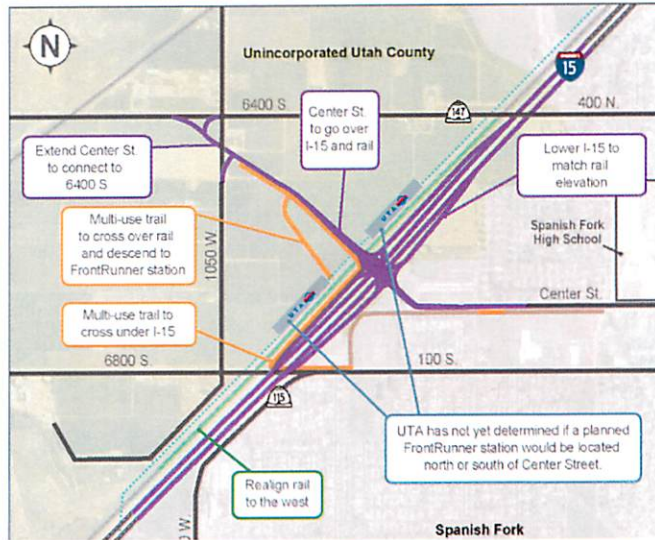 N
Unincorporated Utah County
15
6400 S.
147
400 N.
Center St.
to go over
I-15 and rail
Extend Center St.
to connect to
6400 S
Lower I-15 to
match rail
elevation
Multi-use trail
to cross over rail
and descend to
FrontRunner station
1050 W
UTA
Spanish Fork
High School
Center St.
UTA
Multi-use trail to
cross under I-15
6800 S.
100 S.
115
UTA has not yet determined if a planned
FrontRunner station would be located
north or south of Center Street.
Realign rail
to the west
0 W
Spanish Fork